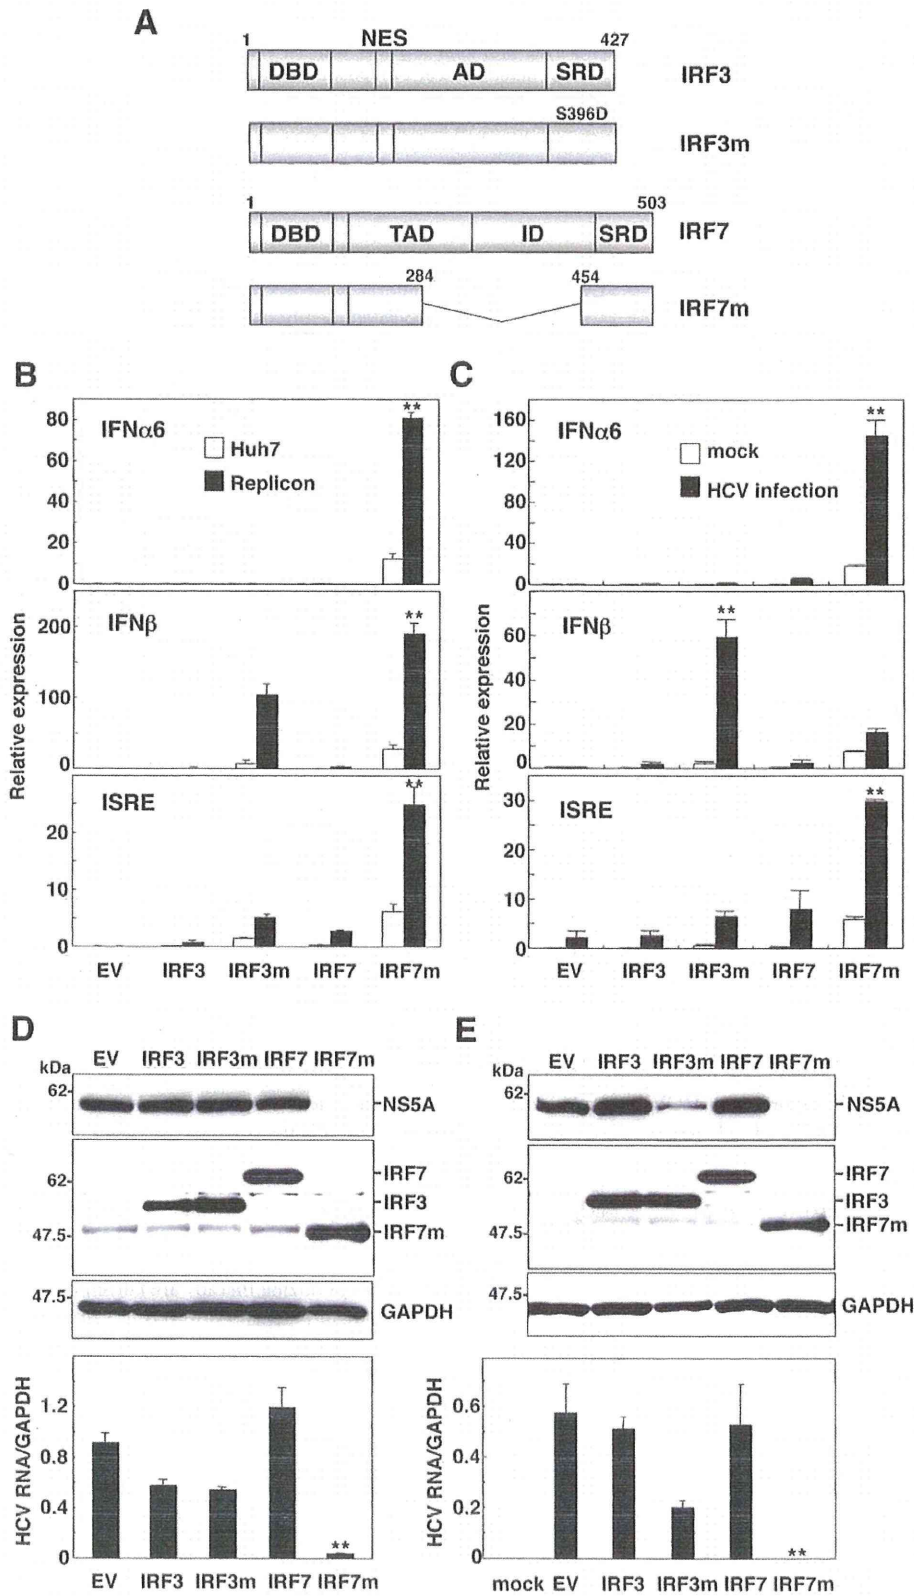 A
1 NES 427
DBD AD SRD IRF3
S396D
IRF3m
1 503
DBD TAD ID SRD IRF7
284 454
IRF7m
B
80
60
40
20
0
IFNα6
Huh7
Replicon
**
200
100
0
IFNβ
**
20
10
0
ISRE
**
Relative expression
EV IRF3 IRF3m IRF7 IRF7m
C
160
120
80
40
0
IFNα6
mock
HCV infection
**
60
40
20
0
IFNβ
**
30
20
10
0
ISRE
**
Relative expression
EV IRF3 IRF3m IRF7 IRF7m
D
EV IRF3 IRF3m IRF7 IRF7m
kDa
62
NS5A
62
47.5
IRF7
IRF3
IRF7m
47.5
GAPDH
HCV RNA/GAPDH
1.2
0.8
0.4
0
**
EV IRF3 IRF3m IRF7 IRF7m
E
EV IRF3 IRF3m IRF7 IRF7m
kDa
62
NS5A
62
47.5
IRF7
IRF3
IRF7m
47.5
GAPDH
HCV RNA/GAPDH
0.6
0.4
0.2
0
**
mock EV IRF3 IRF3m IRF7 IRF7m